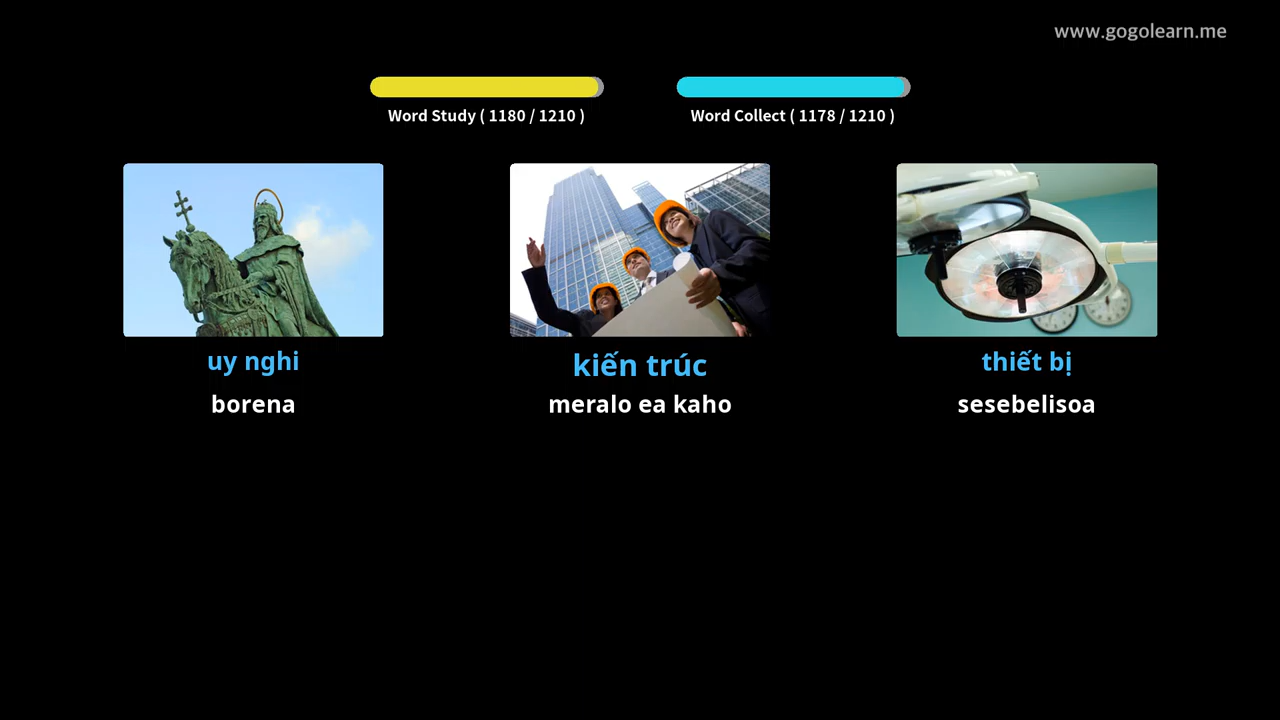 www.gogolearn.me
Word Study ( 1180 / 1210 )
Word Collect ( 1178 / 1210 )
uy nghi
borena
kiến trúc
meralo ea kaho
thiết bị
sesebelisoa